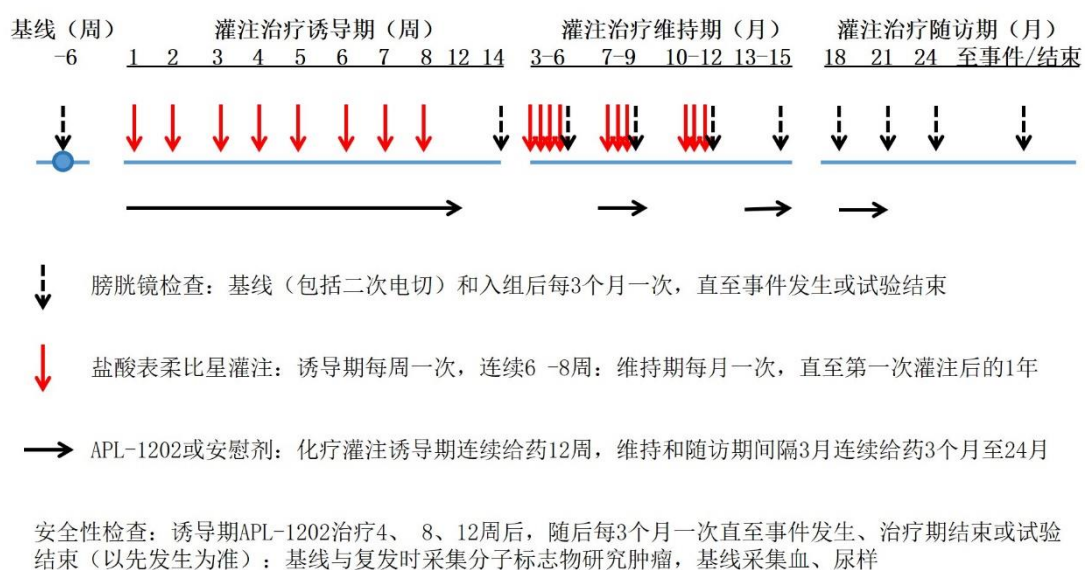 基线（周） 灌注治疗诱导期（周） 灌注治疗维持期（月） 灌注治疗随访期（月）
-6 1 2 3 4 5 6 7 8 12 14 3-6 7-9 10-12 13-15 18 21 24 至事件/结束
膀胱镜检查：基线（包括二次电切）和入组后每3个月一次，直至事件发生或试验结束
盐酸表柔比星灌注：诱导期每周一次，连续6 -8周：维持期每月一次，直至第一次灌注后的1年
APL-1202或安慰剂：化疗灌注诱导期连续给药12周，维持和随访期间隔3月连续给药3个月至24月
安全性检查：诱导期APL-1202治疗4、 8、12周后，随后每3个月一次直至事件发生、治疗期结束或试验
结束（以先发生为准）：基线与复发时采集分子标志物研究肿瘤，基线采集血、尿样